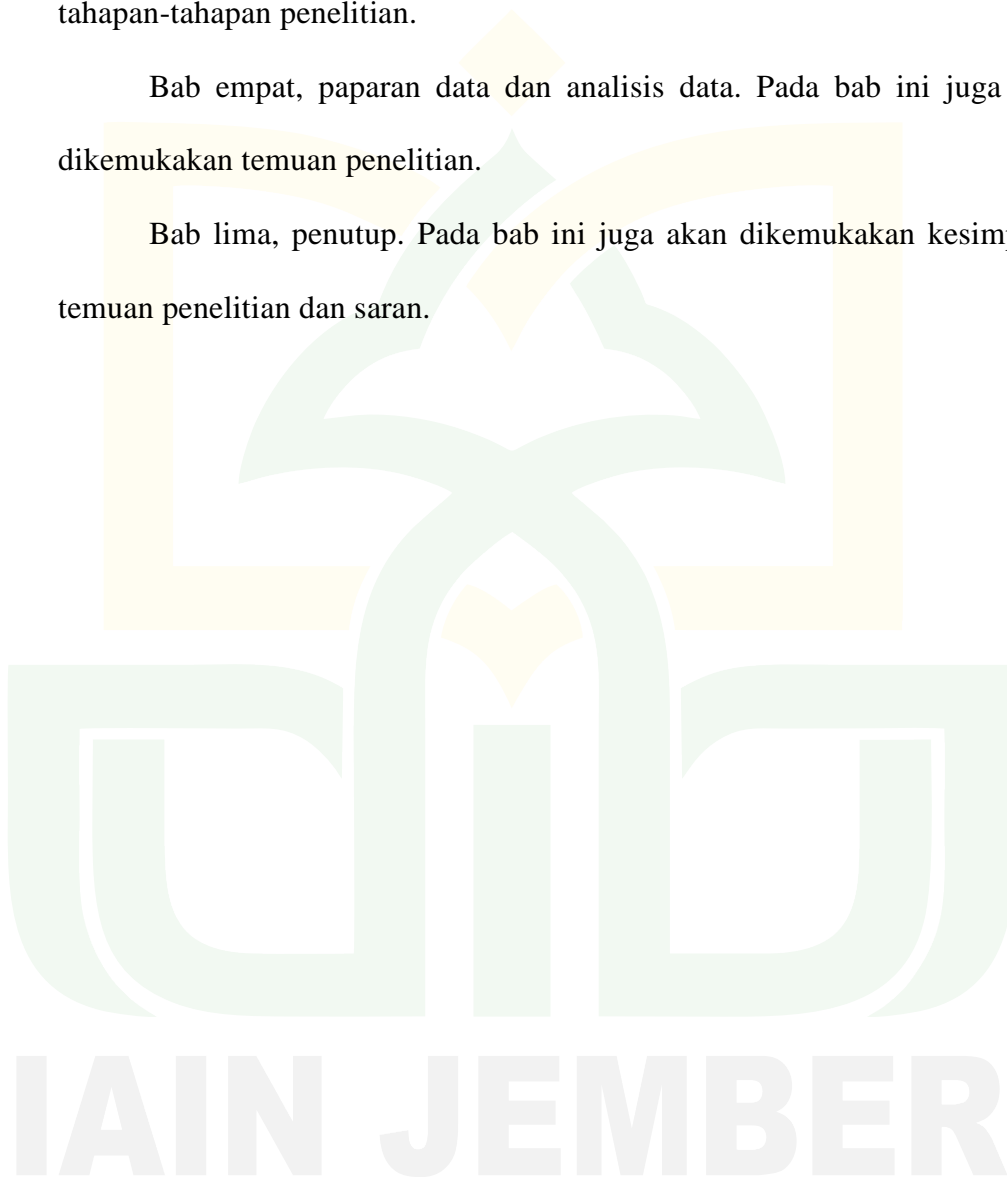 tahapan-tahapan penelitian.
Bab empat, paparan data dan analisis data. Pada bab ini juga
dikemukakan temuan penelitian.
Bab lima, penutup. Pada bab ini juga akan dikemukakan
temuan penelitian dan saran.
IAIN JEMBER